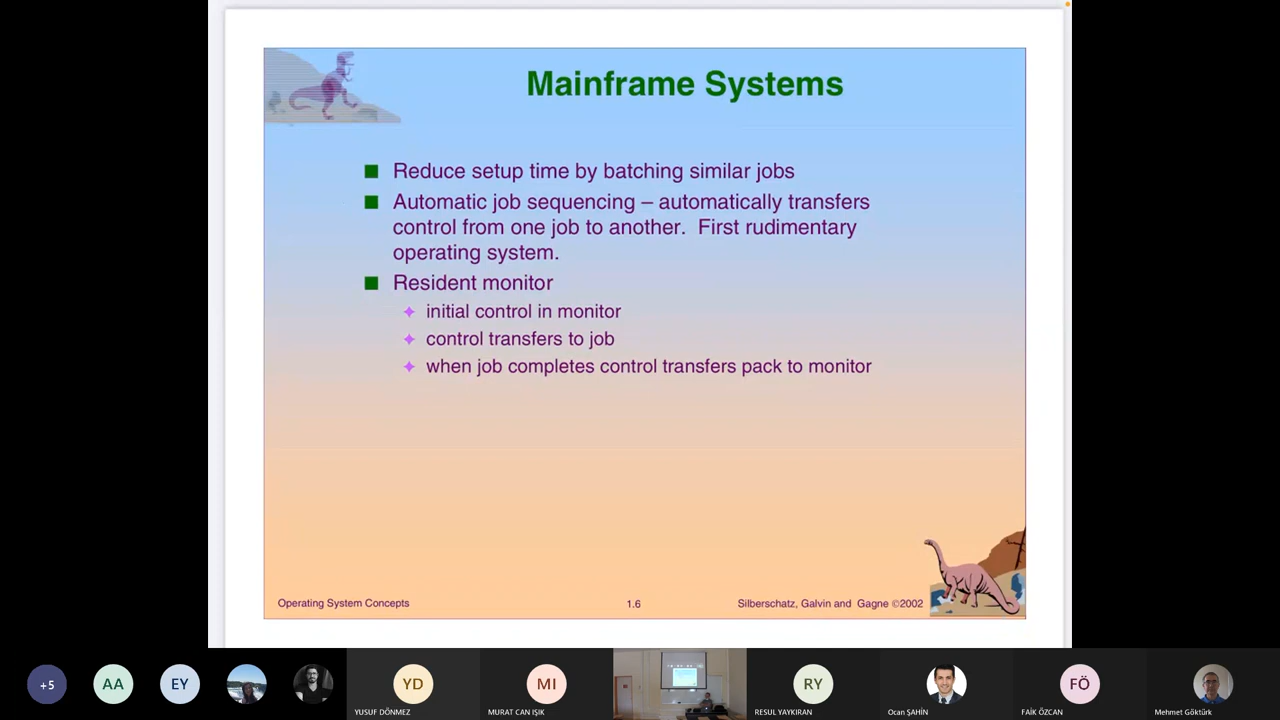 Mainframe Systems
Reduce setup time by batching similar jobs
Automatic job sequencing – automatically transfers
control from one job to another.  First rudimentary
operating system.
Resident monitor
initial control in monitor
control transfers to job
when job completes control transfers pack to monitor
Operating System Concepts
1.6
Silberschatz, Galvin and Gagne ©2002
+5
AA
EY
YD
MI
RY
FÖ
YUSUF DÖNMEZ
MURAT CAN IŞIK
RESUL YAYKIRAN
Ocan ŞAHİN
FAİK ÖZCAN
Mehmet Göktürk